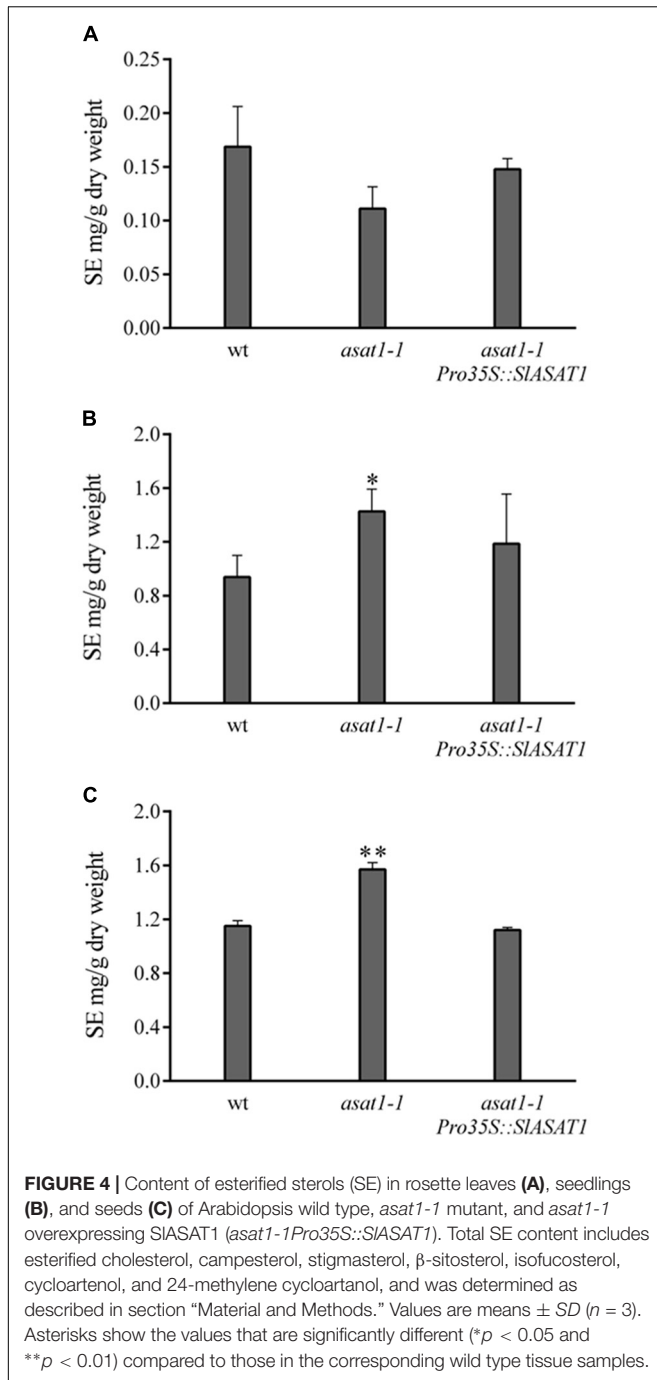 A
SE mg/g dry weight
0.25
0.20
0.15
0.10
0.05
0.00
wt
asat1-1
asat1-1
Pro35S::SlASAT1
B
SE mg/g dry weight
2.0
1.6
1.2
0.8
0.4
0.0
*
wt
asat1-1
asat1-1
Pro35S::SlASAT1
C
SE mg/g dry weight
2.0
1.6
1.2
0.8
0.4
0.0
**
wt
asat1-1
asat1-1
Pro35S::SlASAT1
FIGURE 4 | Content of esterified sterols (SE) in rosette leaves (A), seedlings
(B), and seeds (C) of Arabidopsis wild type, asat1-1 mutant, and asat1-1
overexpressing SlASAT1 (asat1-1Pro35S::SlASAT1). Total SE content includes
esterified cholesterol, campesterol, stigmasterol, β-sitosterol, isofucosterol,
cycloartenol, and 24-methylene cycloartanol, and was determined as
described in section “Material and Methods.” Values are means ± SD (n = 3).
Asterisks show the values that are significantly different (*p < 0.05 and
**p < 0.01) compared to those in the corresponding wild type tissue samples.